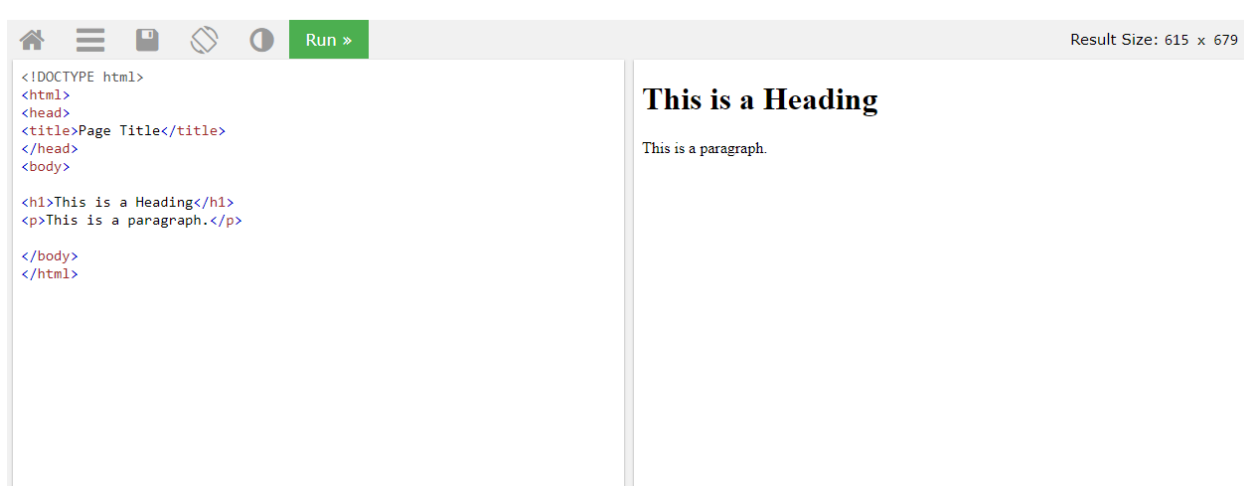 Run »
Result Size: 615 x 679
<!DOCTYPE html>
<html>
<head>
<title>Page Title</title>
</head>
<body>
<h1>This is a Heading</h1>
<p>This is a paragraph.</p>
</body>
</html>
This is a Heading
This is a paragraph.